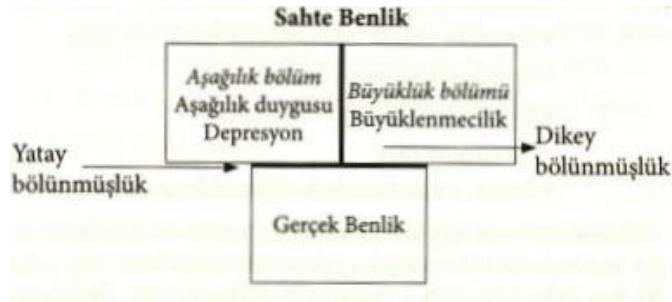 Sahte Benlik
Aşağılık bölüm
Aşağılık duygusu
Depresyon
Büyüklük bölümü
Büyüklenmecilik
Yatay
bölünmüşlük
Dikey
bölünmüşlük
Gerçek Benlik